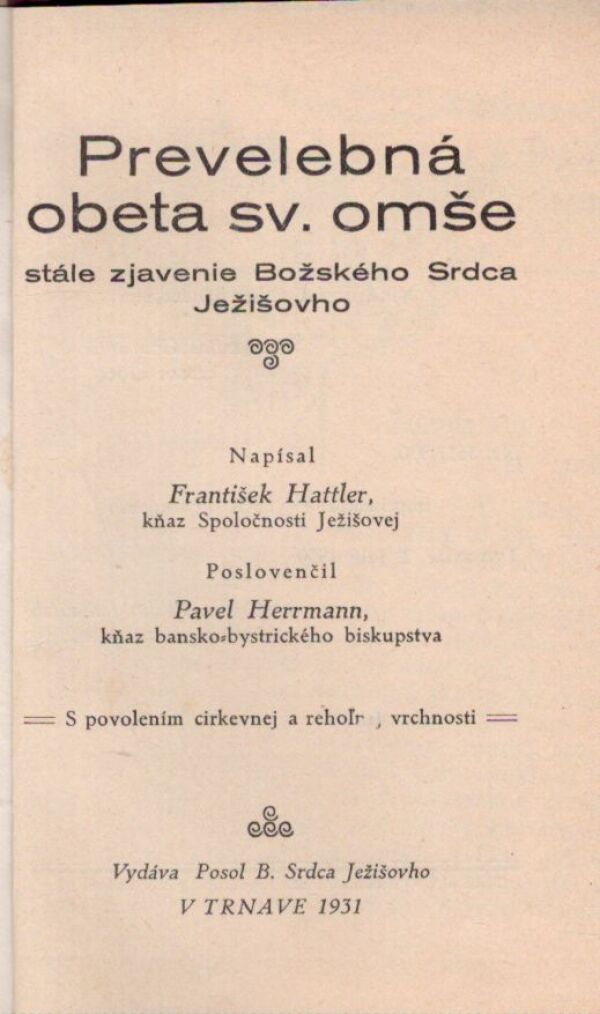 Prevelebná
obeta sv. omše
stále zjavenie Božského Srdca
Ježišovho
Napísal
František Hattler,
kňaz Spoločnosti Ježišovej
Poslovenčil
Pavel Herrmann,
kňaz bansko-bystrického biskupstva
S povolením cirkevnej a vrchnosti
Vydáva Posol B. Srdca Ježišovho
V TRNAVE 1931